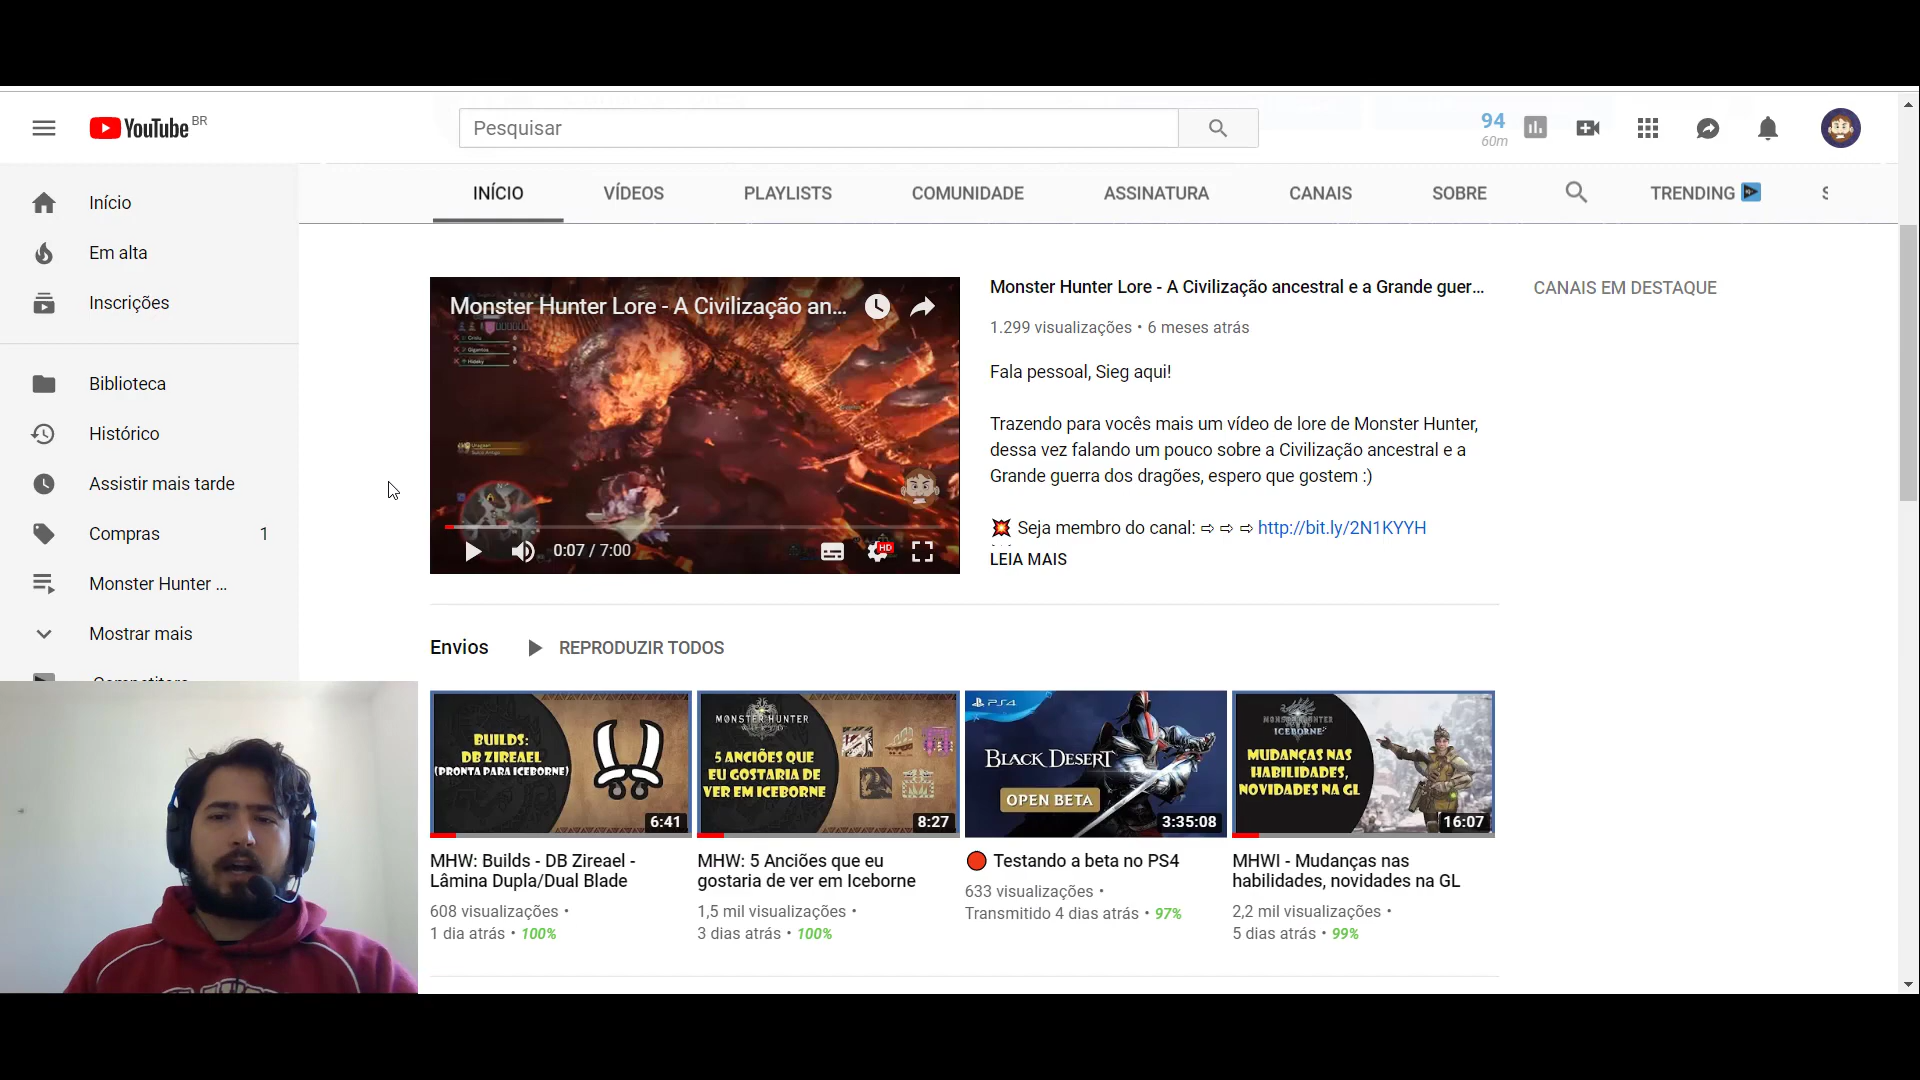 YouTube BR
Pesquisar
94
60m
Início
Em alta
Inscrições
Biblioteca
Histórico
Assistir mais tarde
Compras 1
Monster Hunter ...
Mostrar mais
INÍCIO VÍDEOS PLAYLISTS COMUNIDADE ASSINATURA CANAIS SOBRE TRENDING
Monster Hunter Lore - A Civilização an...
0:07 / 7:00
HD
Monster Hunter Lore - A Civilização ancestral e a Grande guer...
1.299 visualizações • 6 meses atrás
Fala pessoal, Sieg aqui!
Trazendo para vocês mais um vídeo de lore de Monster Hunter,
dessa vez falando um pouco sobre a Civilização ancestral e a
Grande guerra dos dragões, espero que gostem :)
💥 Seja membro do canal: ⇨ ⇨ ⇨ http://bit.ly/2N1KYYH
LEIA MAIS
CANAIS EM DESTAQUE
Envios REPRODUZIR TODOS
BUILDS:
DB ZIREAEL
(PRONTA PARA ICEBORNE)
6:41
MHW: Builds - DB Zireael -
Lâmina Dupla/Dual Blade
608 visualizações •
1 dia atrás • 100%
MONSTER HUNTER
5 ANCIÕES QUE
EU GOSTARIA DE
VER EM ICEBORNE
8:27
MHW: 5 Anciões que eu
gostaria de ver em Iceborne
1,5 mil visualizações •
3 dias atrás • 100%
PS4
BLACK DESERT
OPEN BETA
3:35:08
🔴 Testando a beta no PS4
633 visualizações •
Transmitido 4 dias atrás • 97%
MONSTER HUNTER
ICEBORNE
MUDANÇAS NAS
HABILIDADES,
NOVIDADES NA GL
16:07
MHWI - Mudanças nas
habilidades, novidades na GL
2,2 mil visualizações •
5 dias atrás • 99%